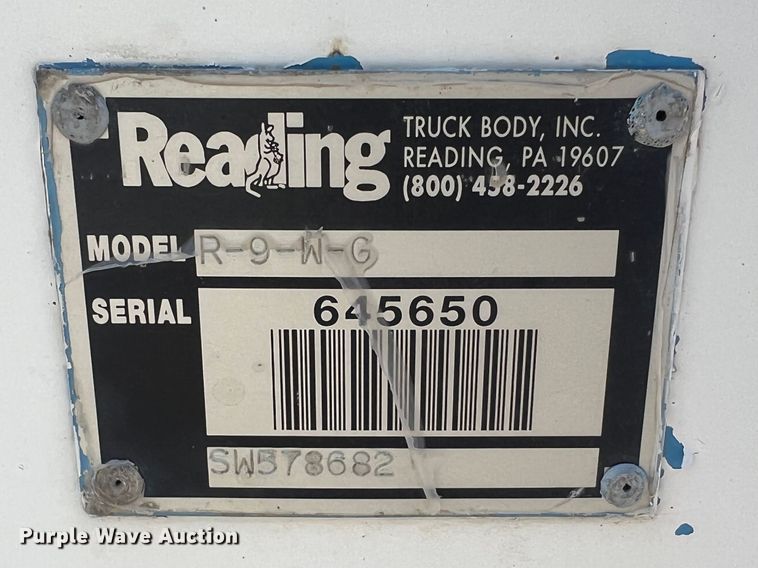 Reading
TRUCK BODY, INC.
READING, PA 19607
(800) 458-2226
MODEL R-9-W-G
SERIAL 645650
SW578682
Purple Wave Auction